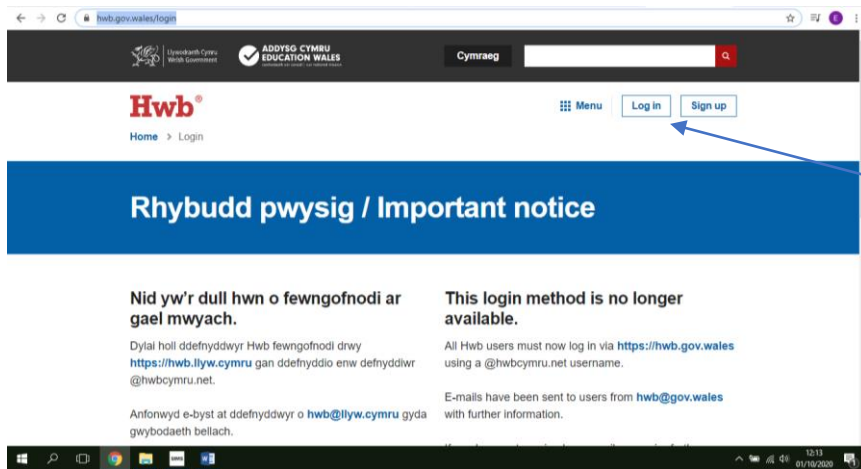 hwb.gov.wales/login
E
Llywodraeth Cymru
Welsh Government
ADDYSG CYMRU
EDUCATION WALES
Cymraeg
Hwb®
Menu
Log in
Sign up
Home > Login
Rhybudd pwysig / Important notice
Nid yw'r dull hwn o fewngofnodi ar
gael mwyach.
Dylai holl ddefnyddwyr Hwb fewngofnodi drwy
https://hwb.llyw.cymru gan ddefnyddio enw defnyddiwr
@hwbcymru.net.
Anfonwyd e-byst at ddefnyddwyr o hwb@llyw.cymru gyda
gwybodaeth bellach.
This login method is no longer
available.
All Hwb users must now log in via https://hwb.gov.wales
using a @hwbcymru.net username.
E-mails have been sent to users from hwb@gov.wales
with further information.
12:13
01/10/2020